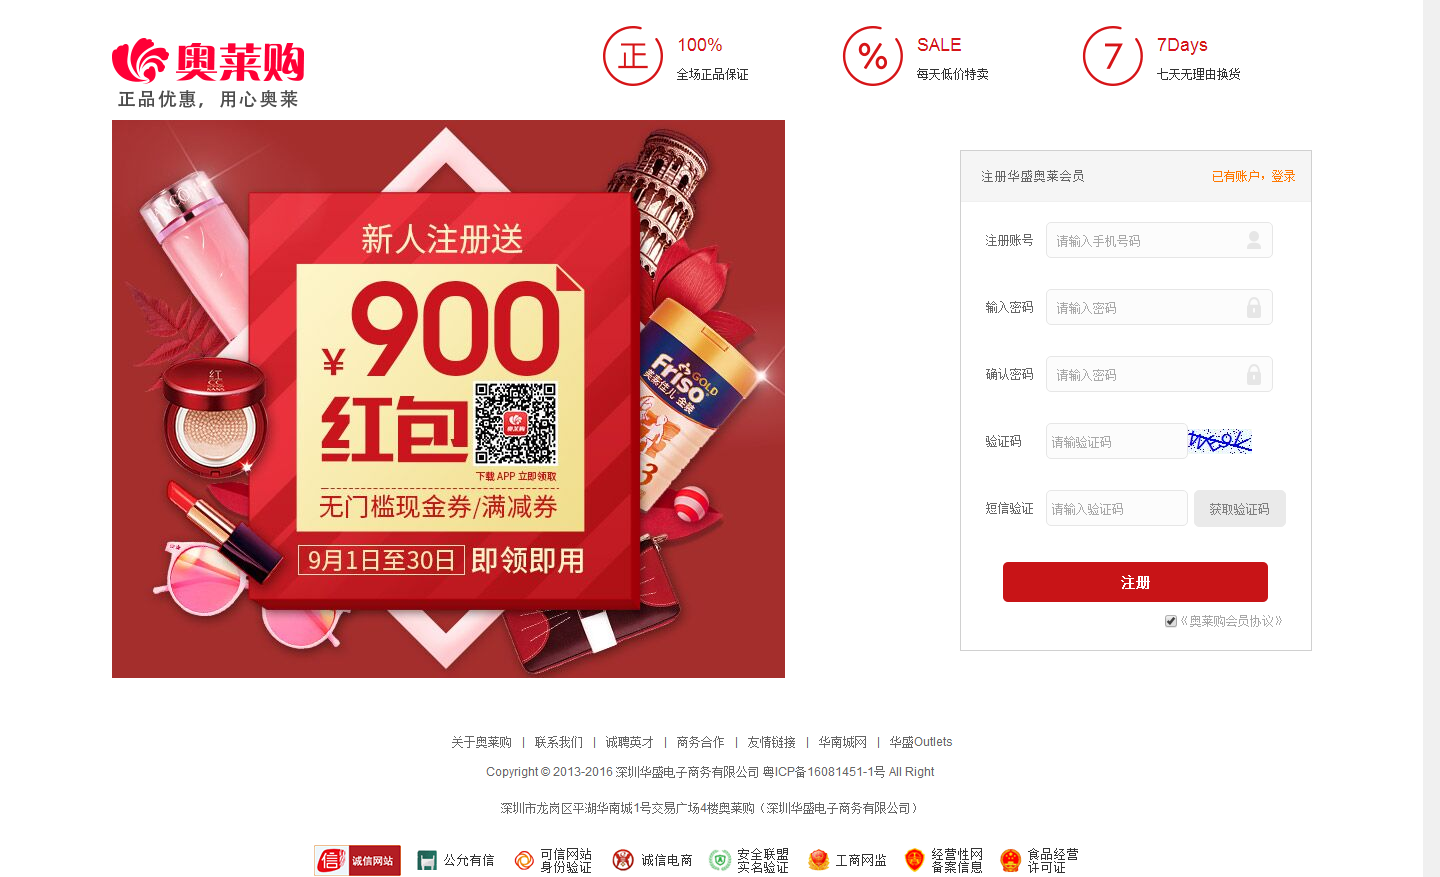 奥莱购
正品优惠，用心奥莱
正
100%
全场正品保证
%
SALE
每天低价特卖
7
7Days
七天无理由换货
新人注册送
¥900
红包
奥莱购
下载 APP 立即领取
无门槛现金券/满减券
9月1日至30日 即领即用
Friso
GOLD
美素佳儿 金装
3
注册华盛奥莱会员
已有账户，登录
注册账号 请输入手机号码
输入密码 请输入密码
确认密码 请输入密码
验证码 请输验证码
短信验证 请输入验证码 获取验证码
注册
《奥莱购会员协议》
关于奥莱购 | 联系我们 | 诚聘英才 | 商务合作 | 友情链接 | 华南城网 | 华盛Outlets
Copyright © 2013-2016 深圳华盛电子商务有限公司 粤ICP备16081451-1号 All Right
深圳市龙岗区平湖华南城1号交易广场4楼奥莱购（深圳华盛电子商务有限公司）
信 诚信网站
公允有信
可信网站
身份验证
诚信电商
安全联盟
实名验证
工商网监
经营性网
备案信息
食品经营
许可证